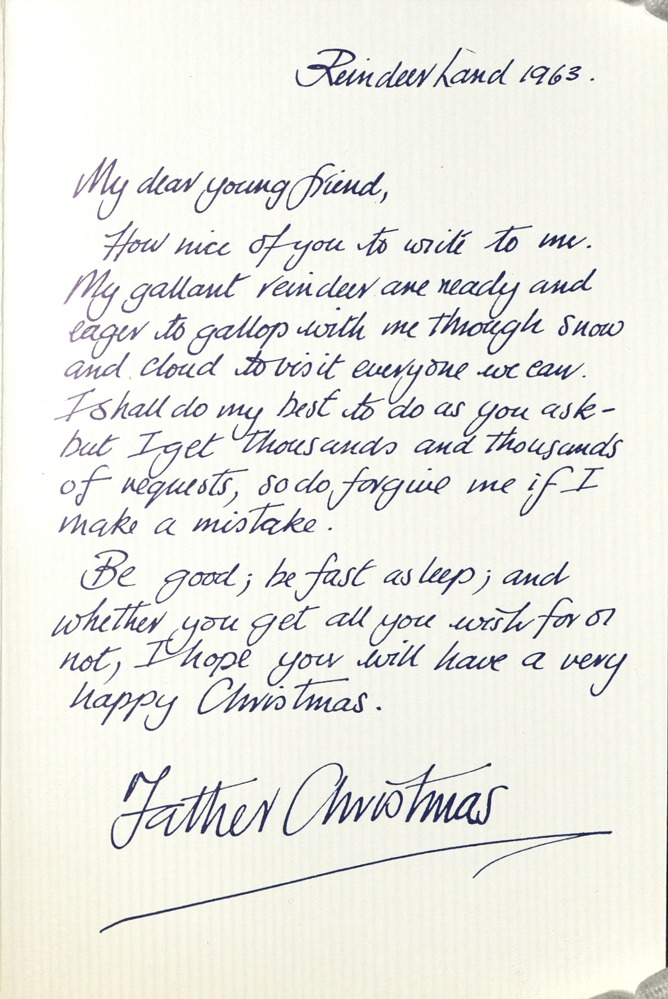 Reindeer Land 1963.
My dear young friend,
How nice of you to write to me.
My gallant reindeer are ready and
eager to gallop with me through snow
and cloud to visit everyone we can.
I shall do my best to do as you ask-
but I get thousands and thousands
of requests, so do forgive me if I
make a mistake.
Be good; be fast asleep; and
whether you get all you wish for or
not, I hope you will have a very
happy Christmas.
Father Christmas